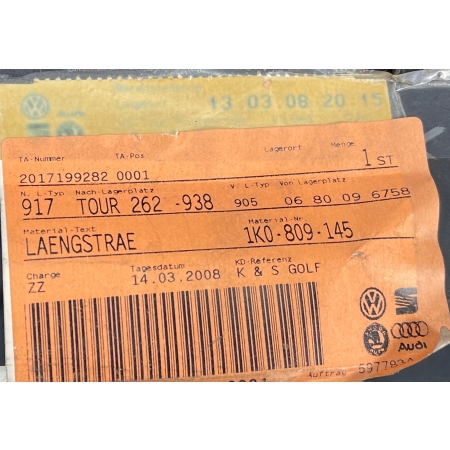 13 03.08 20 15
TA-Nummer TA-Pos Lagerort Menge
2017199282 0001 1 ST
N. L-Typ Nach-Lagerplatz V. L-Typ Von Lagerplatz
917 TOUR 262 -938 905 06 80 09 6758
Material-Text Material-Nr.
LAENGSTRAE 1K0-809-145
Charge Tagesdatum KD-Referenz
ZZ 14.03.2008 K & S GOLF
Audi
Auftrag 597783